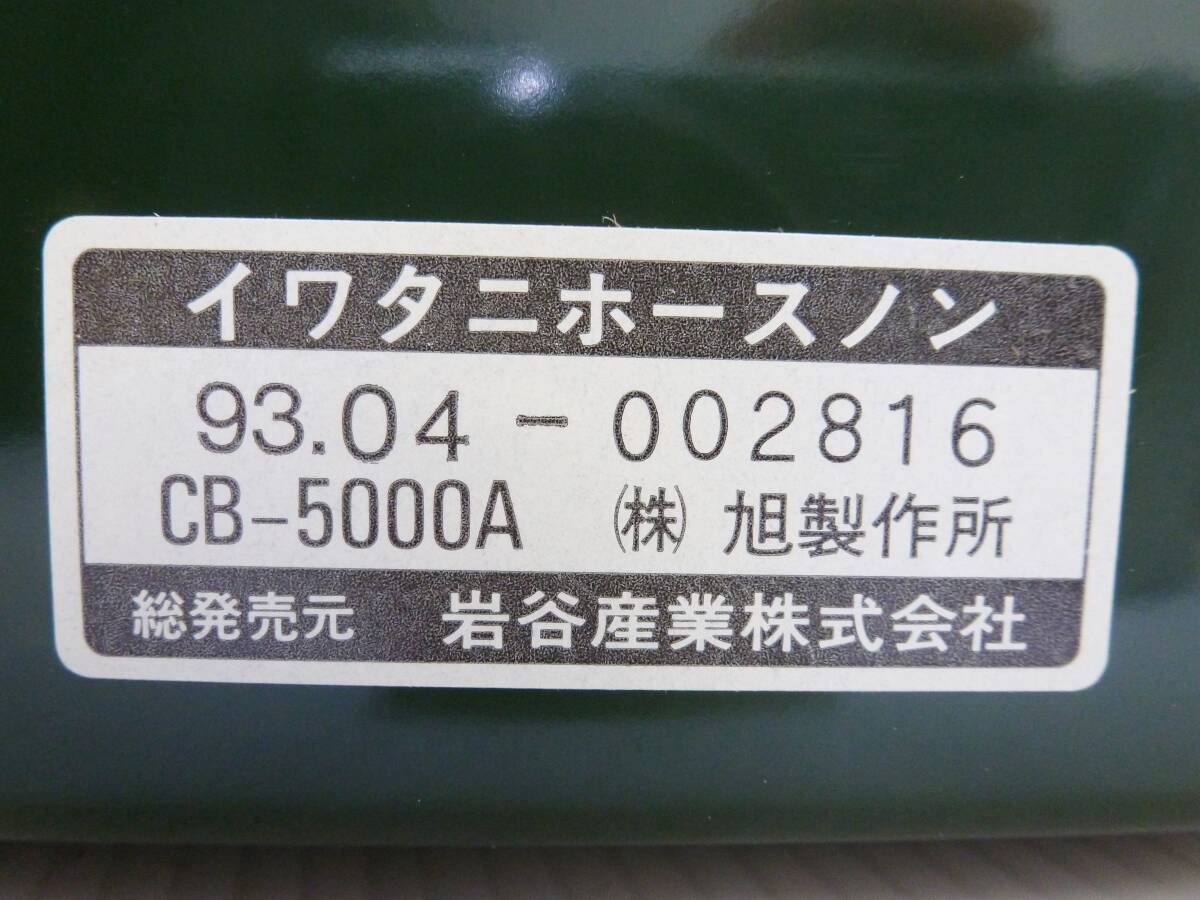 イワタニホースノン
93.04-002816
CB-5000A ㈱ 旭製作所
総発売元 岩谷産業株式会社